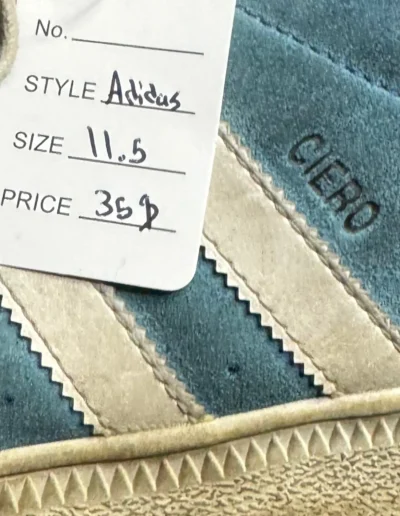 No.
STYLE Adidas
SIZE 11.5
PRICE 35$
CIERO